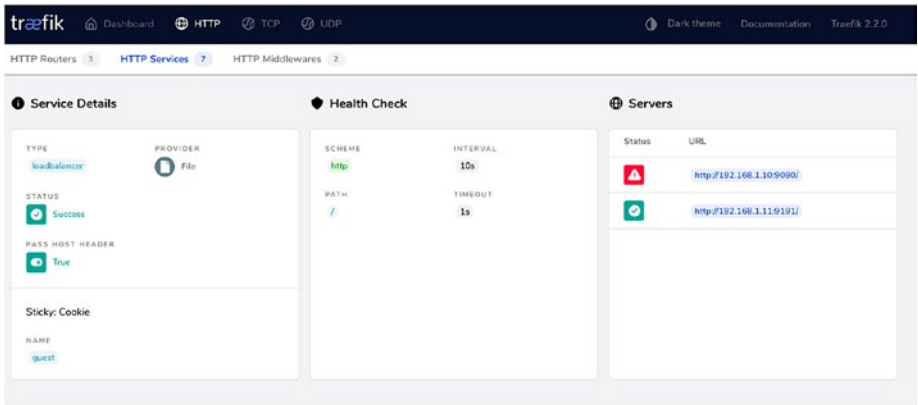 træfik Dashboard HTTP TCP UDP Dark theme Documentation Traefik 2.2.0
HTTP Routers 3 HTTP Services 7 HTTP Middlewares 2
Service Details
TYPE PROVIDER
loadbalancer File
STATUS
Success
PASS HOST HEADER
True
Sticky: Cookie
NAME
guest
Health Check
SCHEME INTERVAL
http 10s
PATH TIMEOUT
/ 1s
Servers
Status URL
http://192.168.1.10:9090/
http://192.168.1.11:9191/